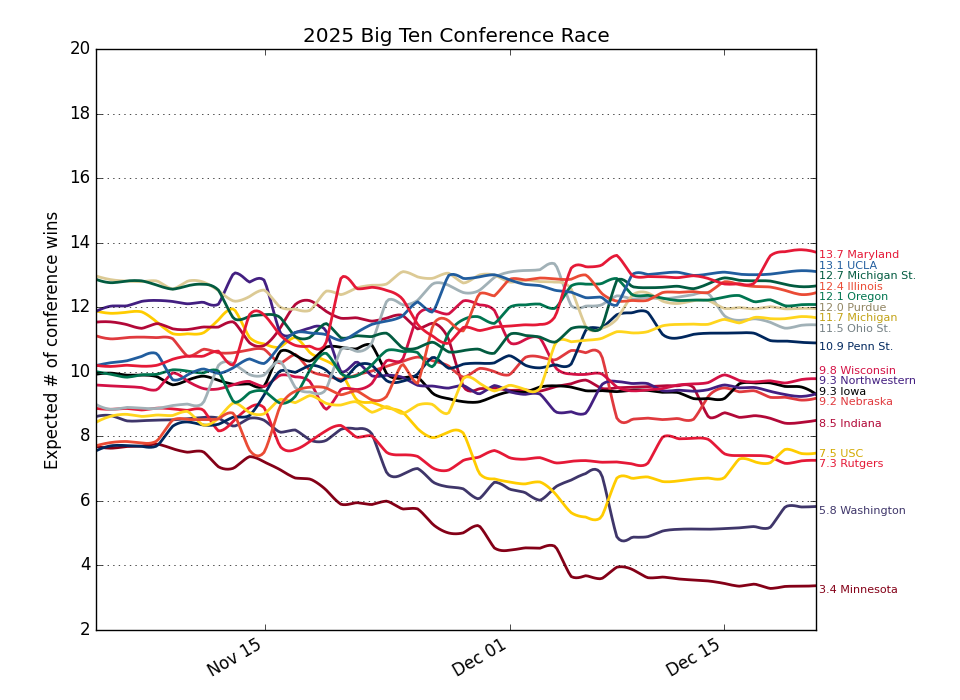 2025 Big Ten Conference Race
Expected # of conference wins
20
18
16
14
12
10
8
6
4
2
Nov 15
Dec 01
Dec 15
13.7 Maryland
13.1 UCLA
12.7 Michigan St.
12.4 Illinois
12.1 Oregon
12.0 Purdue
11.7 Michigan
11.5 Ohio St.
10.9 Penn St.
9.8 Wisconsin
9.3 Northwestern
9.3 Iowa
9.2 Nebraska
8.5 Indiana
7.5 USC
7.3 Rutgers
5.8 Washington
3.4 Minnesota